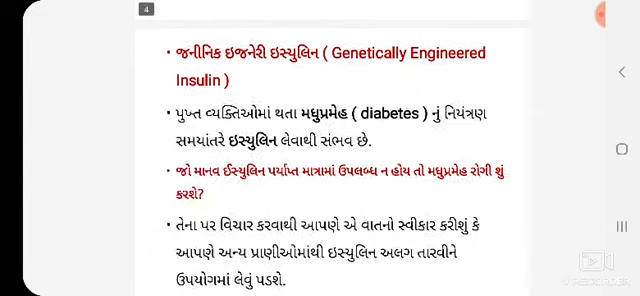 4
• જનીનિક ઇજનેરી ઇસ્યુલિન ( Genetically Engineered
Insulin )
• પુખ્ત વ્યક્તિઓમાં થતા મધુપ્રમેહ ( diabetes ) નું નિયંત્રણ
સમયાંતરે ઇસ્યુલિન લેવાથી સંભવ છે.
• જો માનવ ઈસ્યુલિન પર્યાપ્ત માત્રામાં ઉપલબ્ધ ન હોય તો મધુપ્રમેહ રોગી શું
કરશે?
• તેના પર વિચાર કરવાથી આપણે એ વાતનો સ્વીકાર કરીશું કે
આપણે અન્ય પ્રાણીઓમાંથી ઇસ્યુલિન અલગ તારવીને
ઉપયોગમાં લેવું પડશે.